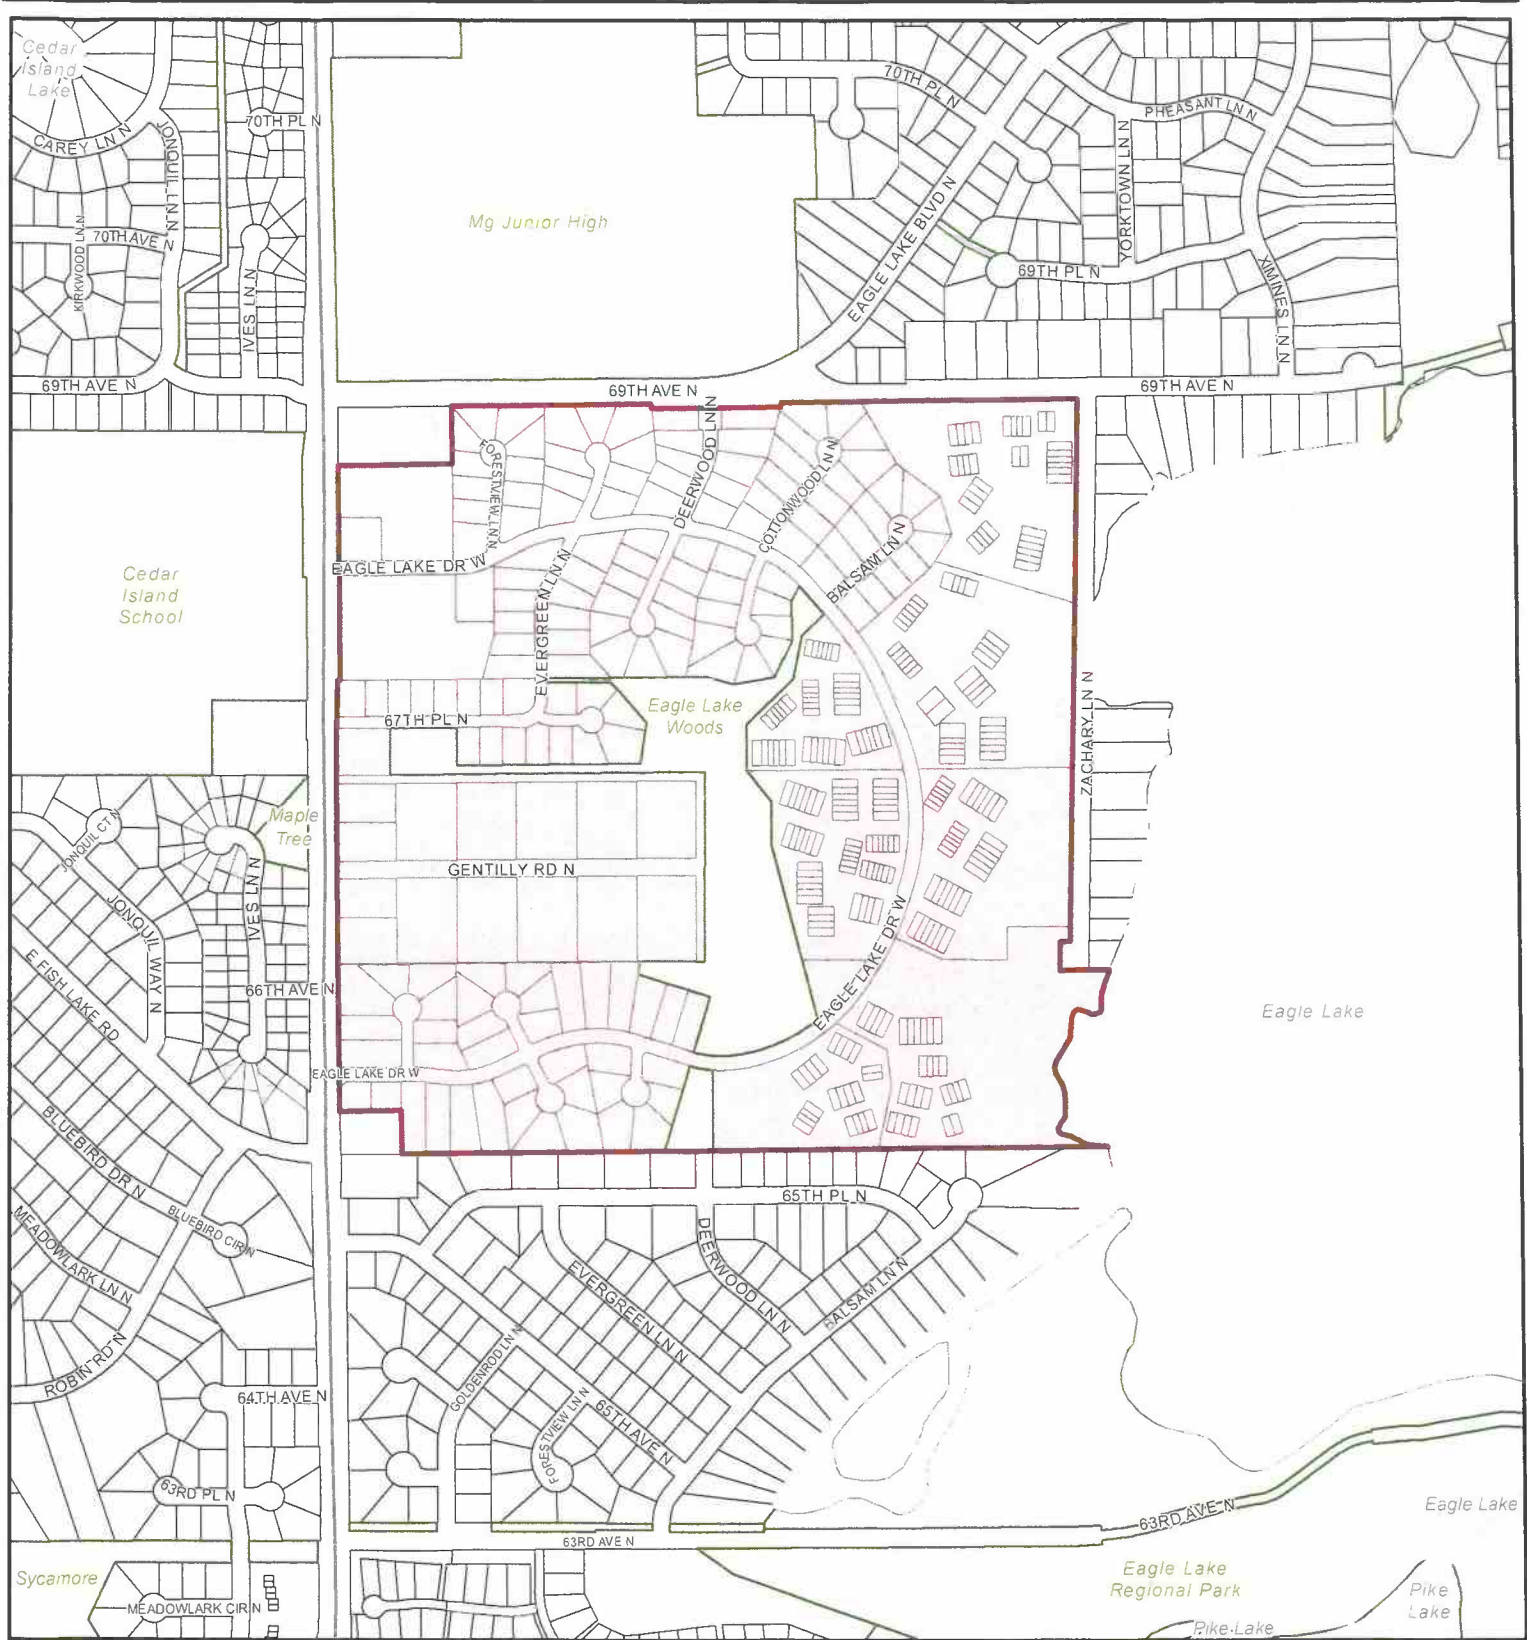 Cedar
Island
Lake
CAREY LN N
JONQUIL LN N
70TH PL N
70TH AVE N
KIRKWOOD LN N
IVES LN N
69TH AVE N
Mg Junior High
70TH PL N
PHEASANT LN N
YORKTOWN LN N
EAGLE LAKE BLVD N
69TH PL N
XIMINES LN N
69TH AVE N
69TH AVE N
FORESTVIEW LN N
DEERWOOD LN N
COTTONWOOD LN N
BALSAM LN N
EAGLE LAKE DR W
EVERGREEN LN N
Cedar
Island
School
67TH PL N
Eagle Lake
Woods
ZACHARY LN N
Maple
Tree
JONQUIL CT N
GENTILLY RD N
IVES LN N
JONQUIL WAY N
E FISH LAKE RD
66TH AVE N
EAGLE LAKE DR W
EAGLE LAKE DR W
Eagle Lake
BLUEBIRD DR N
BLUEBIRD CIR N
MEADOWLARK LN N
ROBIN RD N
65TH PL N
DEERWOOD LN N
EVERGREEN LN N
BALSAM LN N
GOLDENROD LN N
FORESTVIEW LN N
65TH AVE N
64TH AVE N
63RD PL N
63RD AVE N
63RD AVE N
Eagle Lake
Sycamore
MEADOWLARK CIR N
Eagle Lake
Regional Park
Pike
Lake
Pike Lake